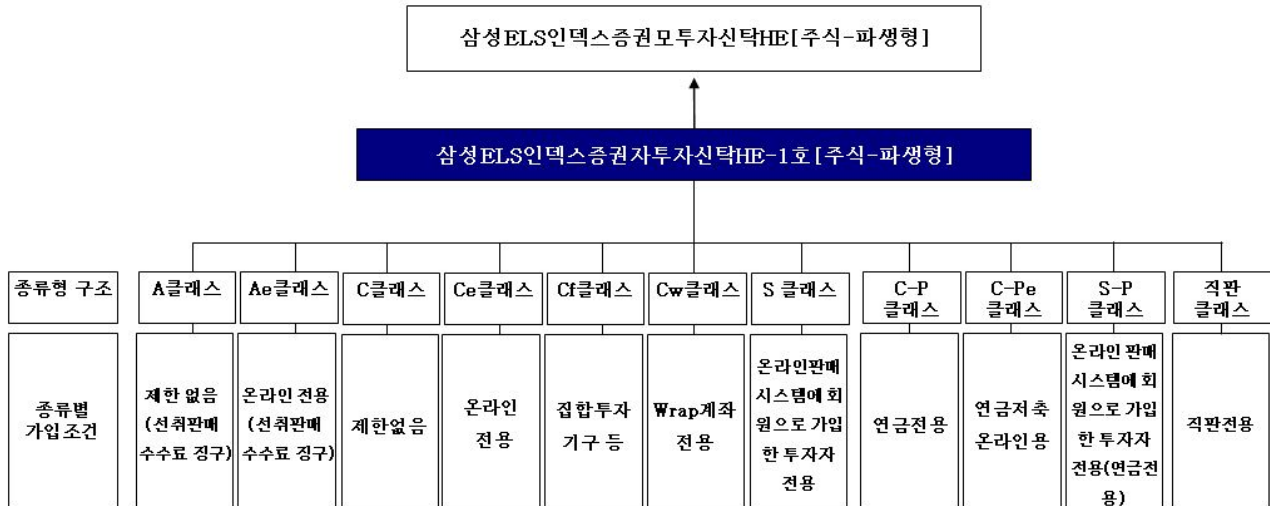 삼성ELS인덱스증권모투자신탁HE[주식-파생형]
삼성ELS인덱스증권자투자신탁HE-1호[주식-파생형]
종류형 구조
A클래스
Ae클래스
C클래스
Ce클래스
Cf클래스
Cw클래스
S 클래스
C-P
클래스
C-Pe
클래스
S-P
클래스
직판
클래스
종류별
가입조건
제한 없음
(선취판매
수수료 징구)
온라인 전용
(선취판매
수수료 징구)
제한없음
온라인
전용
집합투자
기구 등
Wrap계좌
전용
온라인판매
시스템에 회
원으로 가입
한 투자자
전용
연금전용
연금저축
온라인용
온라인 판매
시스템에 회
원으로 가입
한 투자자
전용(연금전
용)
직판전용